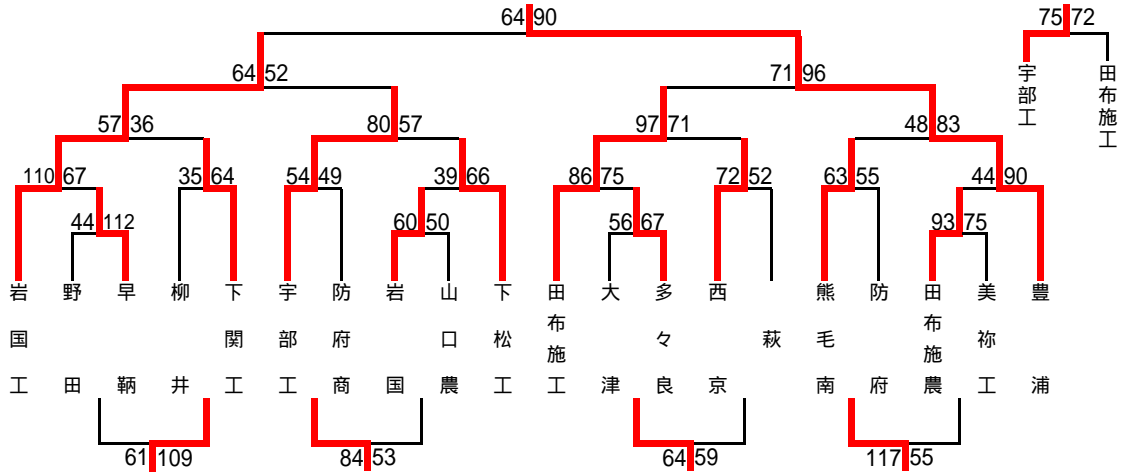 64 90
75 72
宇部工
田布施工
64 52
71 96
57 36
80 57
97 71
48 83
110 67
35 64
54 49
39 66
86 75
72 52
63 55
44 90
44 112
60 50
56 67
93 75
岩国工
野田
早鞆
柳井
下関工
宇部工
防府商
岩国
山口農
下松工
田布施工
大津
多々良
西京
萩
熊毛南
防府
田布施農
美祢工
豊浦
61 109
84 53
64 59
117 55